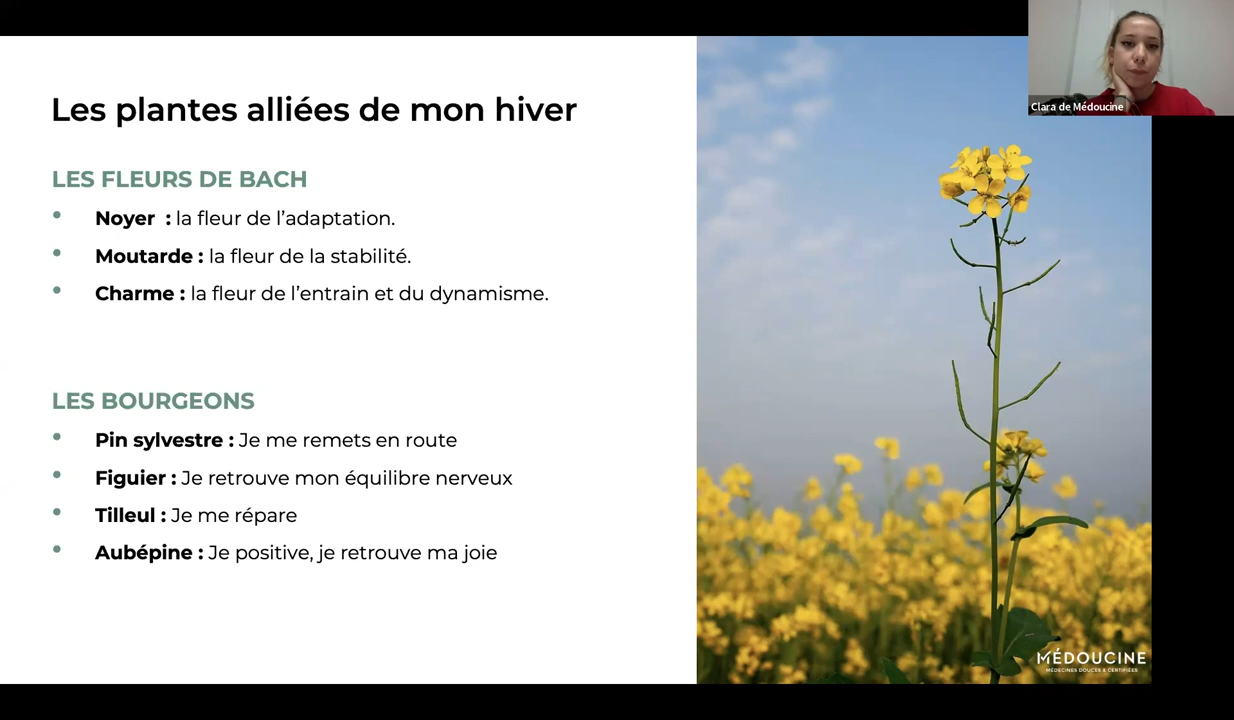 Les plantes alliées de mon hiver
LES FLEURS DE BACH
• Noyer : la fleur de l’adaptation.
• Moutarde : la fleur de la stabilité.
• Charme : la fleur de l’entrain et du dynamisme.
LES BOURGEONS
• Pin sylvestre : Je me remets en route
• Figuier : Je retrouve mon équilibre nerveux
• Tilleul : Je me répare
• Aubépine : Je positive, je retrouve ma joie
Clara de Médoucine
MÉDOUCINE
MÉDECINES DOUCES & CERTIFIÉES